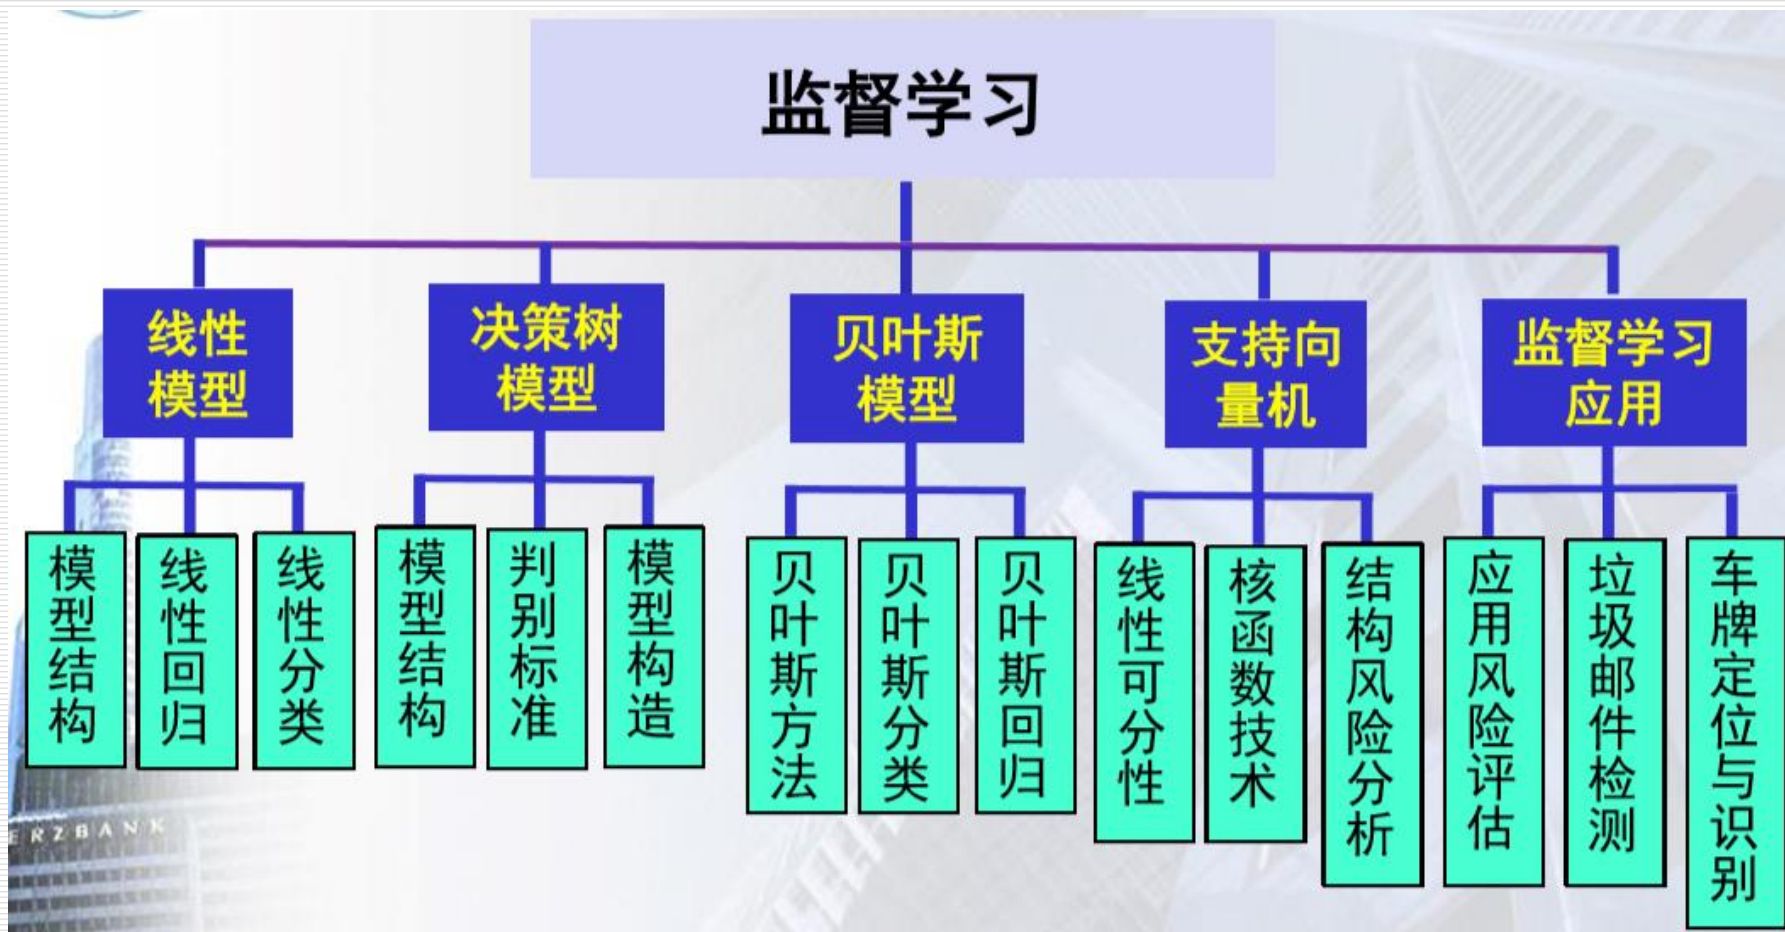 监督学习
线性
模型
决策树
模型
贝叶斯
模型
支持向
量机
监督学习
应用
模型结构
线性回归
线性分类
模型结构
判别标准
模型构造
贝叶斯方法
贝叶斯分类
贝叶斯回归
线性可分性
核函数技术
结构风险分析
应用风险评估
垃圾邮件检测
车牌定位与识别
ERZBANK